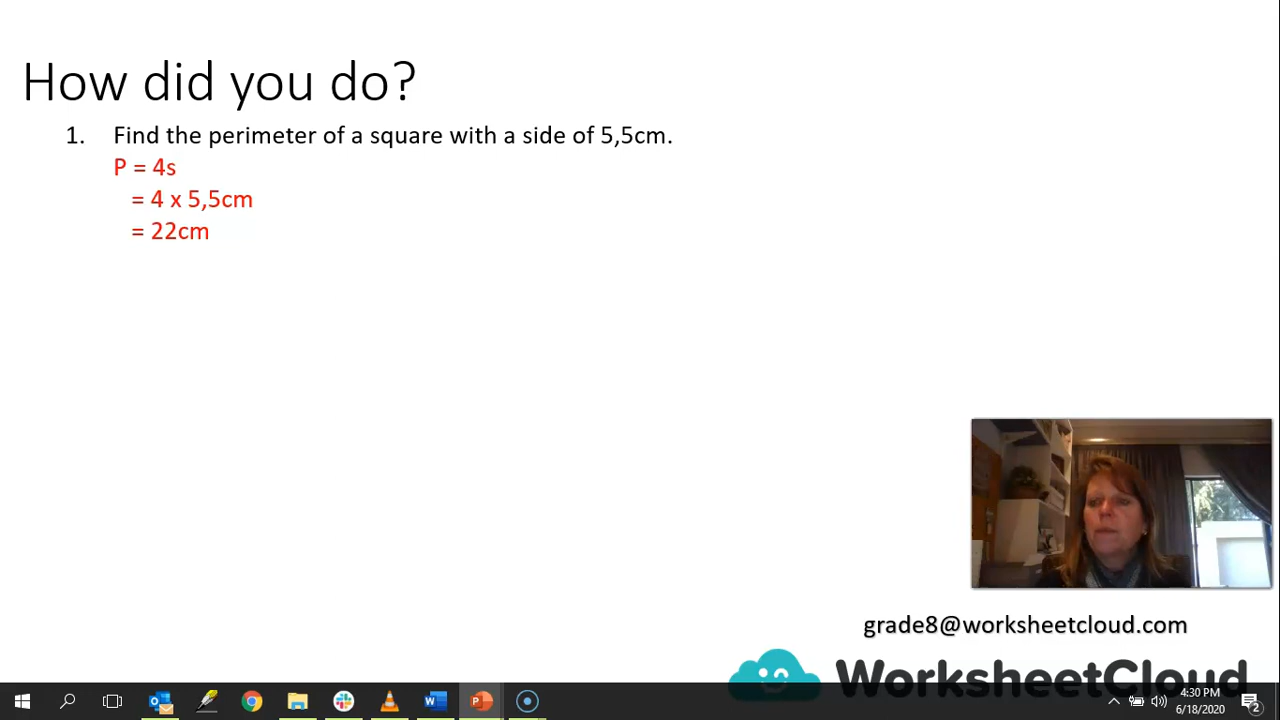 How did you do?
1. Find the perimeter of a square with a side of 5,5cm.
P = 4s
= 4 x 5,5cm
= 22cm
grade8@worksheetcloud.com
WorksheetCloud
4:30 PM
6/18/2020
2